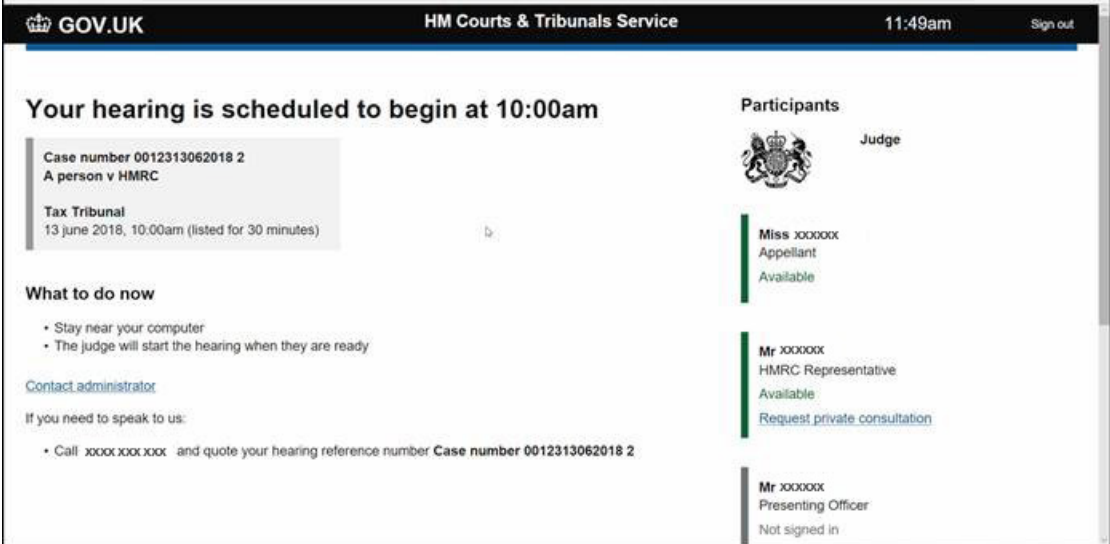 GOV.UK
HM Courts & Tribunals Service
11:49am
Sign out
Your hearing is scheduled to begin at 10:00am
Case number 0012313062018 2
A person v HMRC
Tax Tribunal
13 june 2018, 10:00am (listed for 30 minutes)
What to do now
• Stay near your computer
• The judge will start the hearing when they are ready
Contact administrator
If you need to speak to us:
• Call xxxx xxx xxx and quote your hearing reference number Case number 0012313062018 2
Participants
Judge
Miss xxxxxx
Appellant
Available
Mr xxxxxx
HMRC Representative
Available
Request private consultation
Mr xxxxxx
Presenting Officer
Not signed in